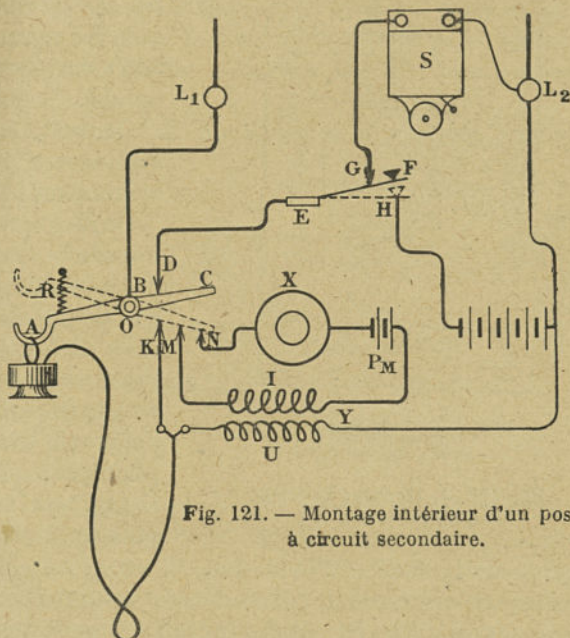 S
L1
L2
G
F
E
H
D
B
C
R
X
A
O
K M N
PM
I
Y
U
Fig. 121. — Montage intérieur d'un pos
à circuit secondaire.